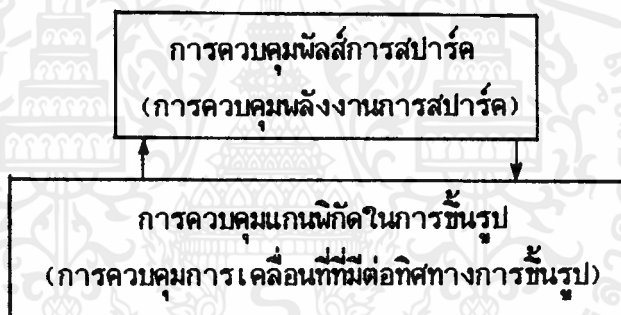 การควบคุมพัลส์การสปาร์ค
(การควบคุมพลังงานการสปาร์ค)
การควบคุมแกนพิกัดในการขึ้นรูป
(การควบคุมการเคลื่อนที่ที่มีต่อทิศทางการขึ้นรูป)